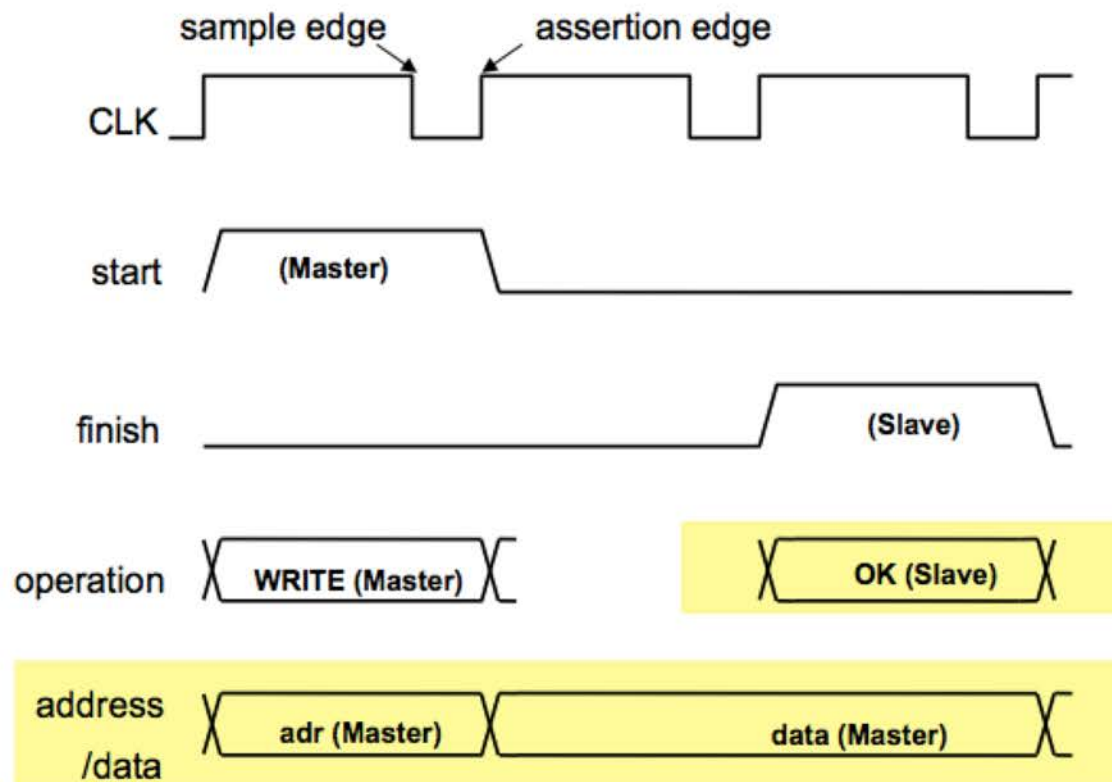 sample edge assertion edge
CLK
start (Master)
finish (Slave)
operation WRITE (Master) OK (Slave)
address
adr (Master) data (Master)
/data